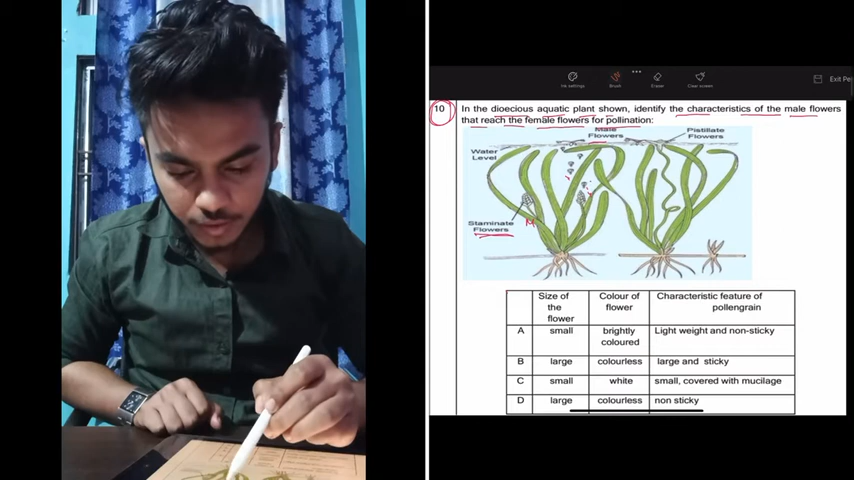 Ink settings
Brush
Eraser
Clear screen
10
In the dioecious aquatic plant shown, identify the characteristics of the male flowers
that reach the female flowers for pollination:
Male
Flowers
Pistillate
Flowers
Water
Level
Staminate
Flowers
Size of the flower Colour of flower Characteristic feature of pollengrain
A small brightly coloured Light weight and non-sticky
B large colourless large and sticky
C small white small, covered with mucilage
D large colourless non sticky